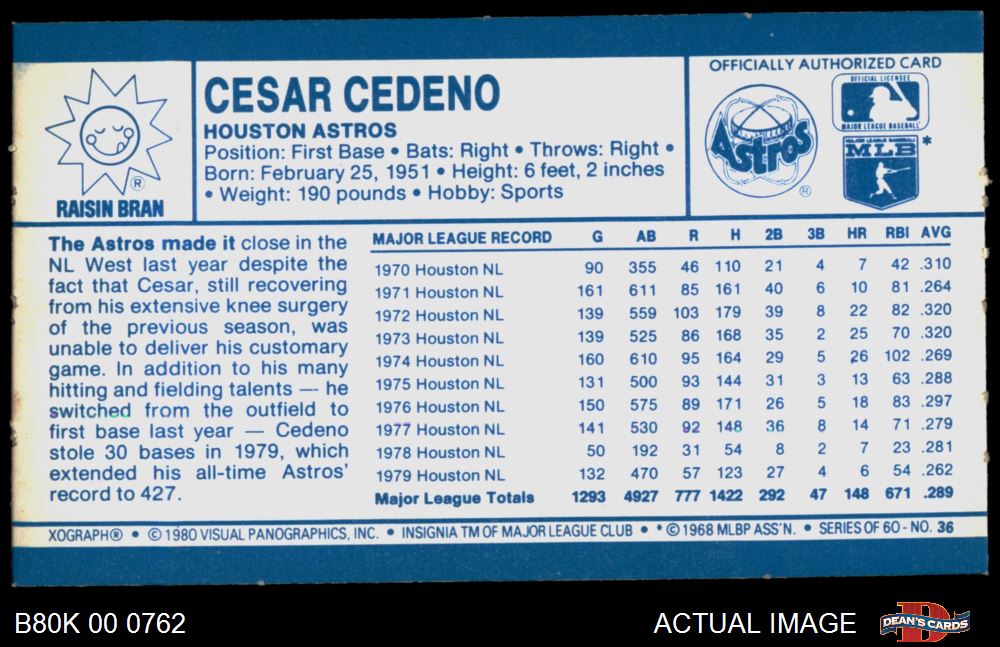 RAISIN BRAN
®
CESAR CEDENO
HOUSTON ASTROS
Position: First Base • Bats: Right • Throws: Right •
Born: February 25, 1951 • Height: 6 feet, 2 inches
• Weight: 190 pounds • Hobby: Sports
OFFICIALLY AUTHORIZED CARD
Astros
®
OFFICIAL LICENSEE
MAJOR LEAGUE BASEBALL
MLB *
The Astros made it close in the
NL West last year despite the
fact that Cesar, still recovering
from his extensive knee surgery
of the previous season, was
unable to deliver his customary
game. In addition to his many
hitting and fielding talents — he
switched from the outfield to
first base last year — Cedeno
stole 30 bases in 1979, which
extended his all-time Astros'
record to 427.
MAJOR LEAGUE RECORD G AB R H 2B 3B HR RBI AVG
1970 Houston NL 90 355 46 110 21 4 7 42 .310
1971 Houston NL 161 611 85 161 40 6 10 81 .264
1972 Houston NL 139 559 103 179 39 8 22 82 .320
1973 Houston NL 139 525 86 168 35 2 25 70 .320
1974 Houston NL 160 610 95 164 29 5 26 102 .269
1975 Houston NL 131 500 93 144 31 3 13 63 .288
1976 Houston NL 150 575 89 171 26 5 18 83 .297
1977 Houston NL 141 530 92 148 36 8 14 71 .279
1978 Houston NL 50 192 31 54 8 2 7 23 .281
1979 Houston NL 132 470 57 123 27 4 6 54 .262
Major League Totals 1293 4927 777 1422 292 47 148 671 .289
XOGRAPH® • © 1980 VISUAL PANOGRAPHICS, INC. • INSIGNIA TM OF MAJOR LEAGUE CLUB • * © 1968 MLBP ASS'N. • SERIES OF 60 - NO. 36
B80K 00 0762
ACTUAL IMAGE
DEAN'S CARDS